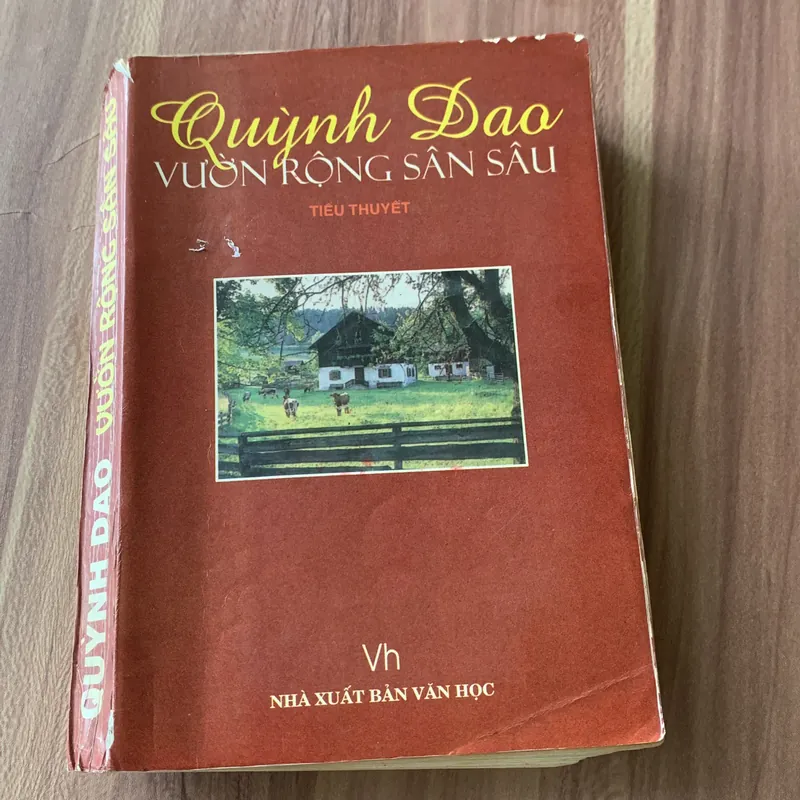 Quỳnh Dao
VƯỜN RỘNG SÂN SÂU
TIỂU THUYẾT
Vh
NHÀ XUẤT BẢN VĂN HỌC
QUỲNH DAO VƯỜN RỘNG SÂN SÂU